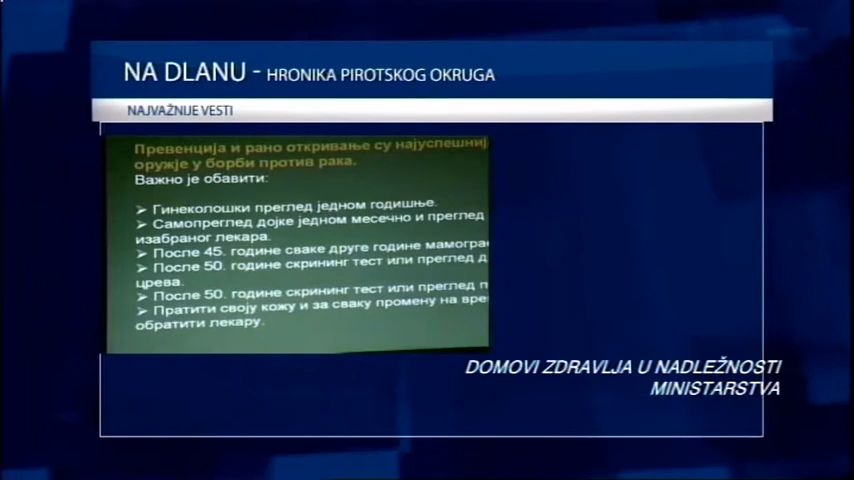 NA DLANU - HRONIKA PIROTSKOG OKRUGA
NAJVAŽNIJE VESTI
Превенција и рано откривање су најуспешниј
оружје у борби против рака.
Важно је обавити:
➢ Гинеколошки преглед једном годишње.
➢ Самопреглед дојке једном месечно и преглед
изабраног лекара.
➢ После 45. године сваке друге године мамограф
➢ После 50. године скрининг тест или преглед д
црева.
➢ После 50. године скрининг тест или преглед п
➢ Пратити своју кожу и за сваку промену на вре
обратити лекару.
DOMOVI ZDRAVLJA U NADLEŽNOSTI
MINISTARSTVA